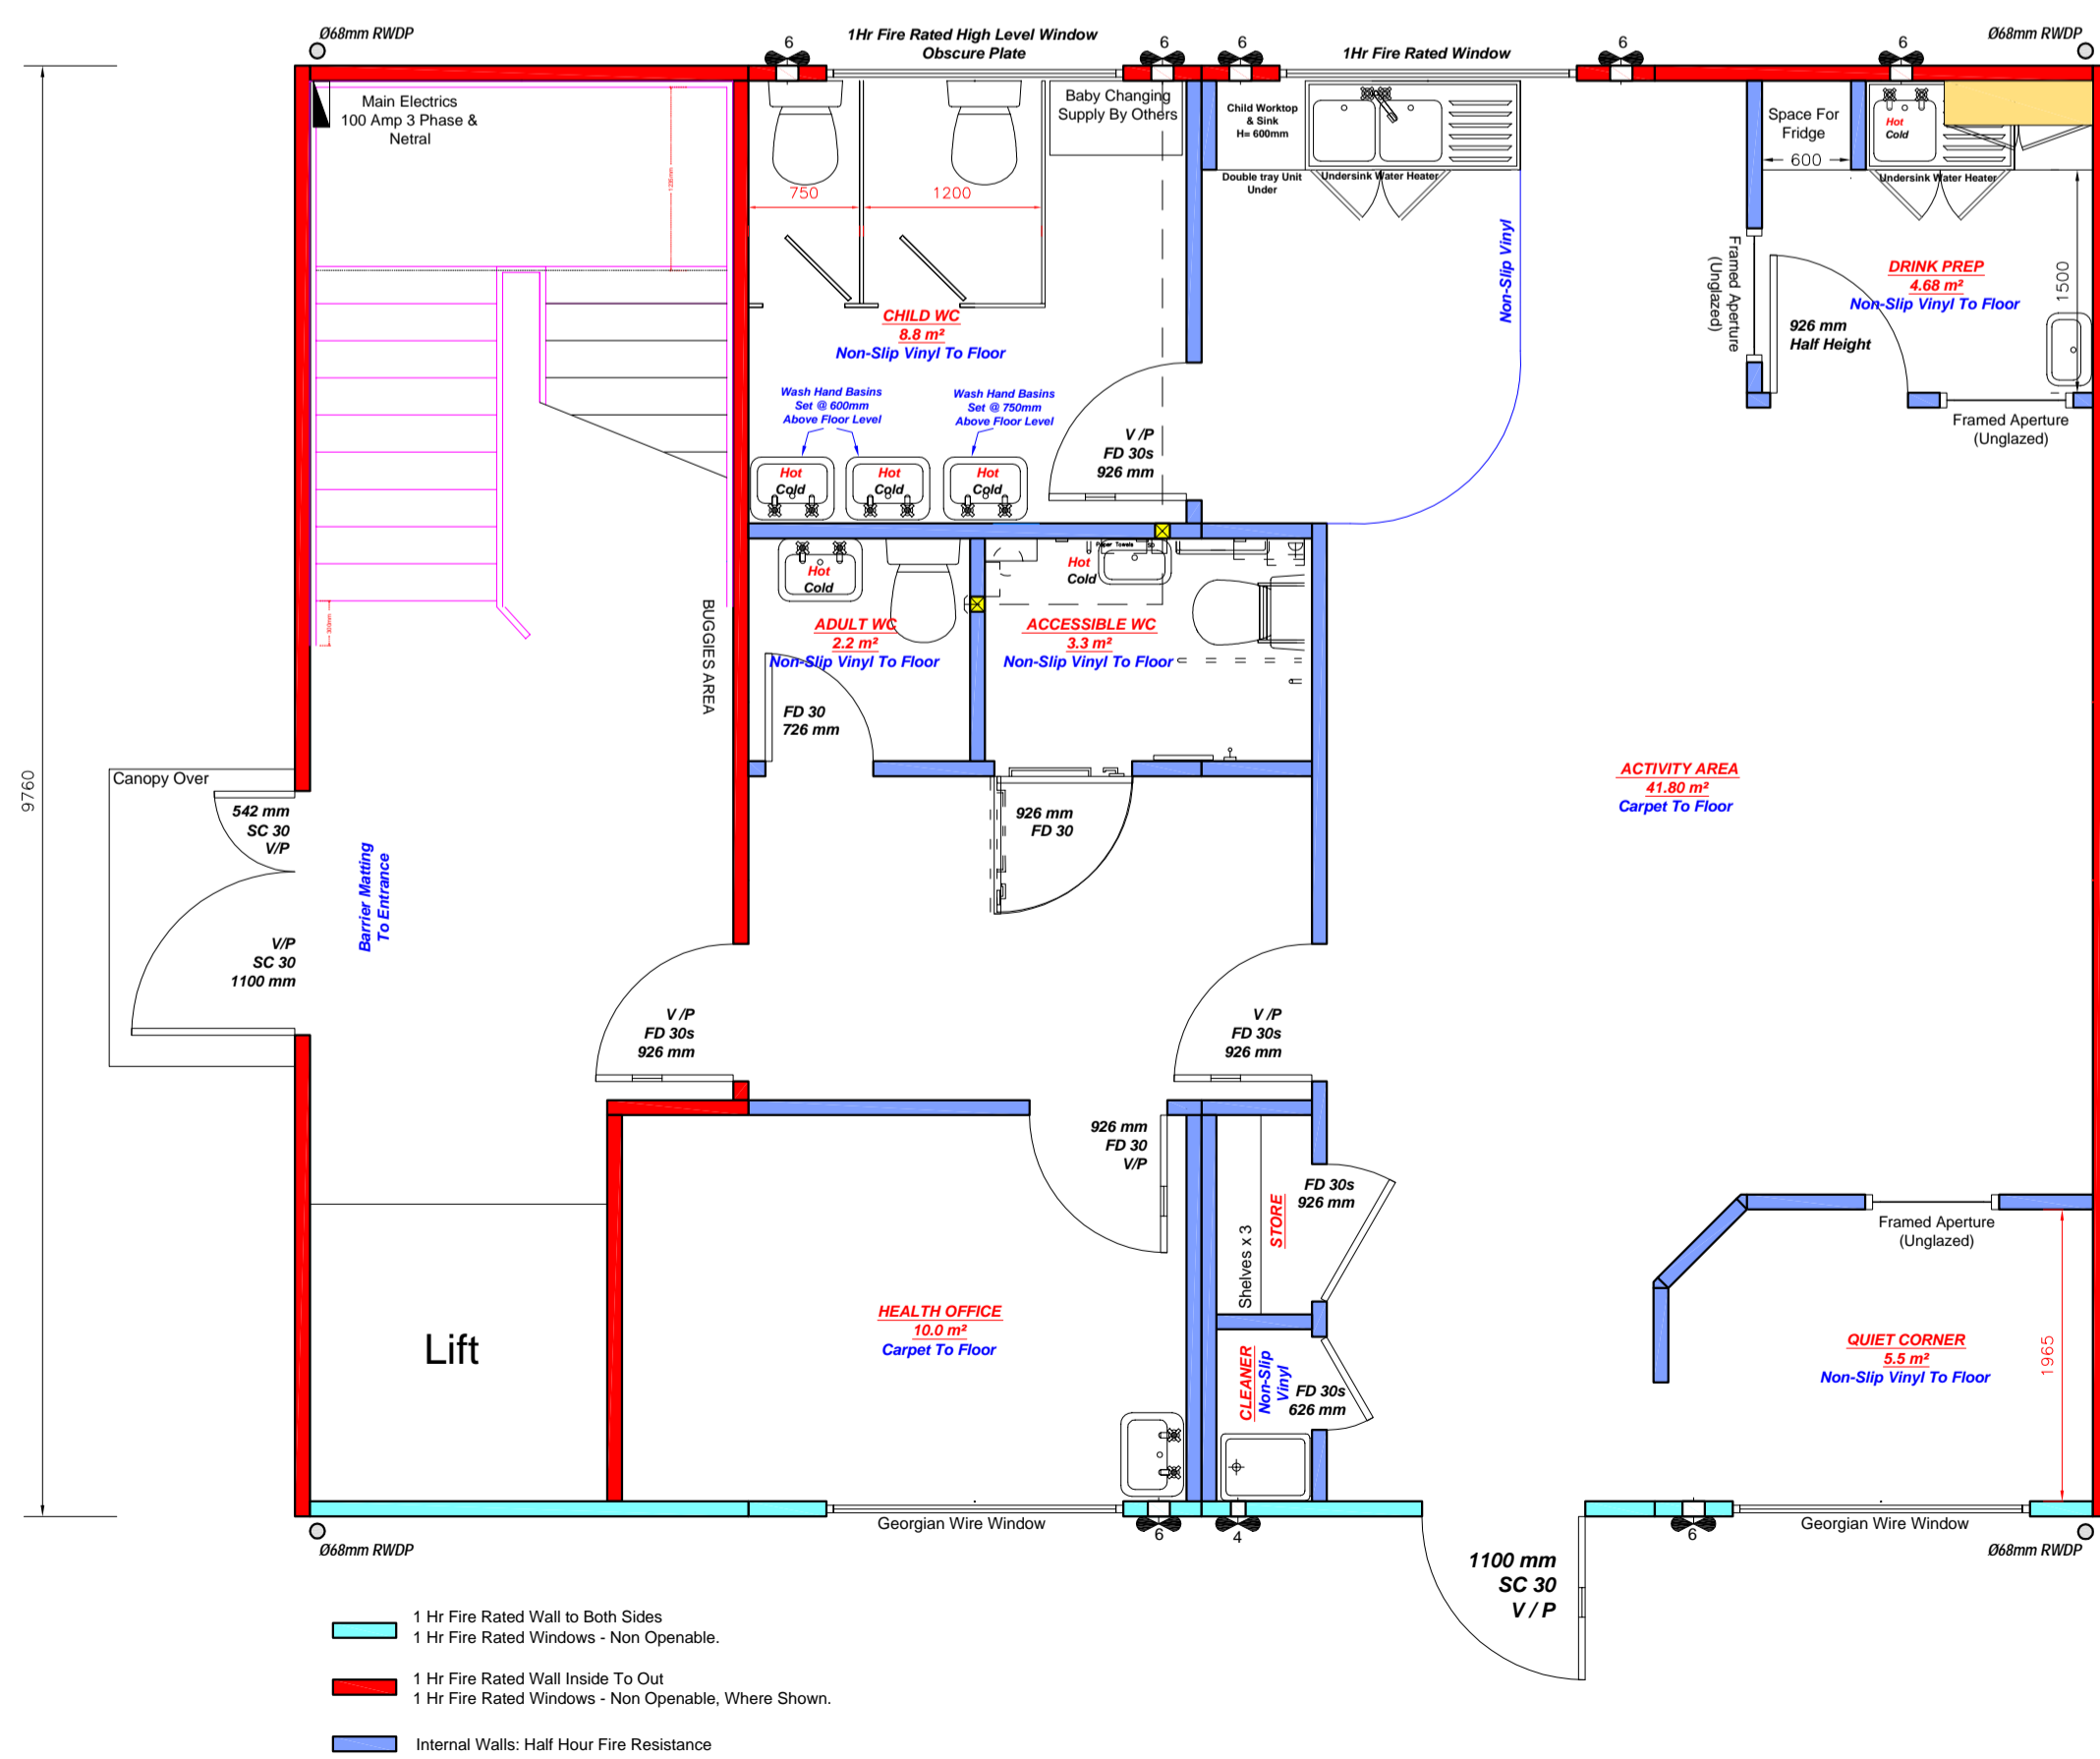 Ø68mm RWDP
6
1Hr Fire Rated High Level Window
Obscure Plate
6
6
1Hr Fire Rated Window
6
6
Ø68mm RWDP
Main Electrics
100 Amp 3 Phase &
Netral
1235mm
750
1200
Baby Changing
Supply By Others
Child Worktop
& Sink
H= 600mm
Double tray Unit
Under
Undersink Water Heater
Non-Slip Vinyl
Space For
Fridge
600
Hot
Cold
Undersink Water Heater
Framed Aperture
(Unglazed)
DRINK PREP
4.68 m²
Non-Slip Vinyl To Floor
1500
926 mm
Half Height
Framed Aperture
(Unglazed)
CHILD WC
8.8 m²
Non-Slip Vinyl To Floor
Wash Hand Basins
Set @ 600mm
Above Floor Level
Wash Hand Basins
Set @ 750mm
Above Floor Level
V /P
FD 30s
926 mm
Hot
Cold
Hot
Cold
Hot
Cold
Hot
Cold
Paper Towels
SD
Hot
Cold
300mm
BUGGIES AREA
ADULT WC
2.2 m²
Non-Slip Vinyl To Floor
ACCESSIBLE WC
3.3 m²
Non-Slip Vinyl To Floor
FD 30
726 mm
9760
Canopy Over
542 mm
SC 30
V/P
Barrier Matting
To Entrance
V/P
SC 30
1100 mm
926 mm
FD 30
ACTIVITY AREA
41.80 m²
Carpet To Floor
V /P
FD 30s
926 mm
V /P
FD 30s
926 mm
926 mm
FD 30
V/P
FD 30s
926 mm
STORE
Shelves x 3
Framed Aperture
(Unglazed)
Lift
HEALTH OFFICE
10.0 m²
Carpet To Floor
CLEANER
Non-Slip
Vinyl
FD 30s
626 mm
QUIET CORNER
5.5 m²
Non-Slip Vinyl To Floor
1965
Ø68mm RWDP
Georgian Wire Window
6
4
6
Georgian Wire Window
Ø68mm RWDP
1100 mm
SC 30
V / P
1 Hr Fire Rated Wall to Both Sides
1 Hr Fire Rated Windows - Non Openable.
1 Hr Fire Rated Wall Inside To Out
1 Hr Fire Rated Windows - Non Openable, Where Shown.
Internal Walls: Half Hour Fire Resistance